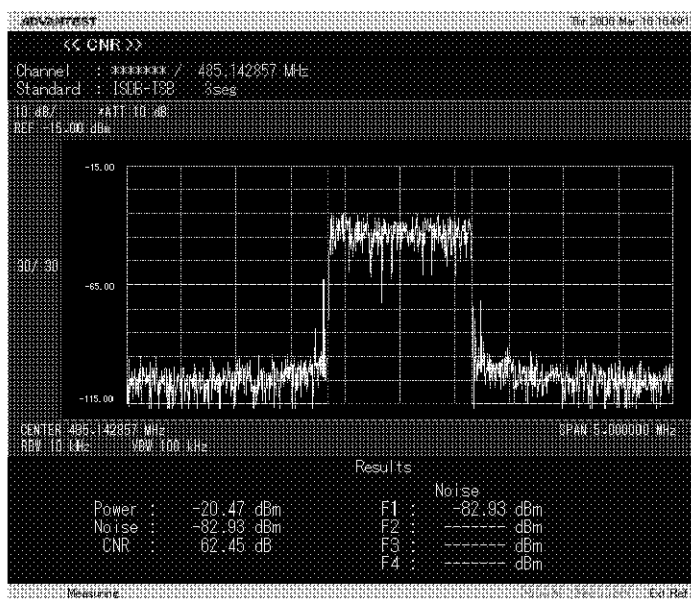 ADVANTEST
Thr 2006 Mar 16 16:49
<< CNR >>
Channel : ******* / 485.142857 MHz
Standard : ISDB-TSB 3seg
10 dB/ *ATT 10 dB
REF -15.00 dBm
-15.00
30/ 30
-65.00
-115.00
CENTER 485.142857 MHz SPAN 5.000000 MHz
RBW 10 kHz VBW 100 kHz
Results
Noise
Power : -20.47 dBm F1 : -82.93 dBm
Noise : -82.93 dBm F2 : ------- dBm
CNR : 62.45 dB F3 : ------- dBm
F4 : ------- dBm
Measuring Ext Ref